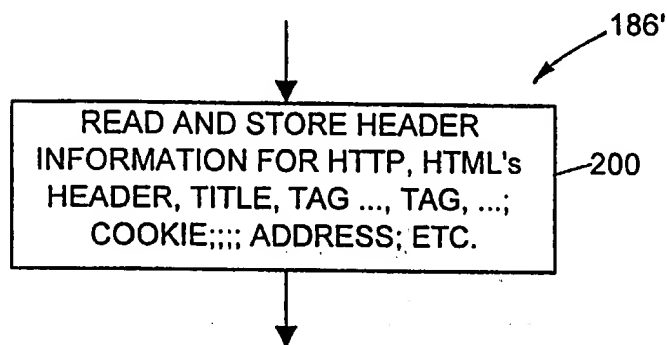 186'
READ AND STORE HEADER
INFORMATION FOR HTTP, HTML's
HEADER, TITLE, TAG ..., TAG, ...;
COOKIE;;;; ADDRESS; ETC.
200